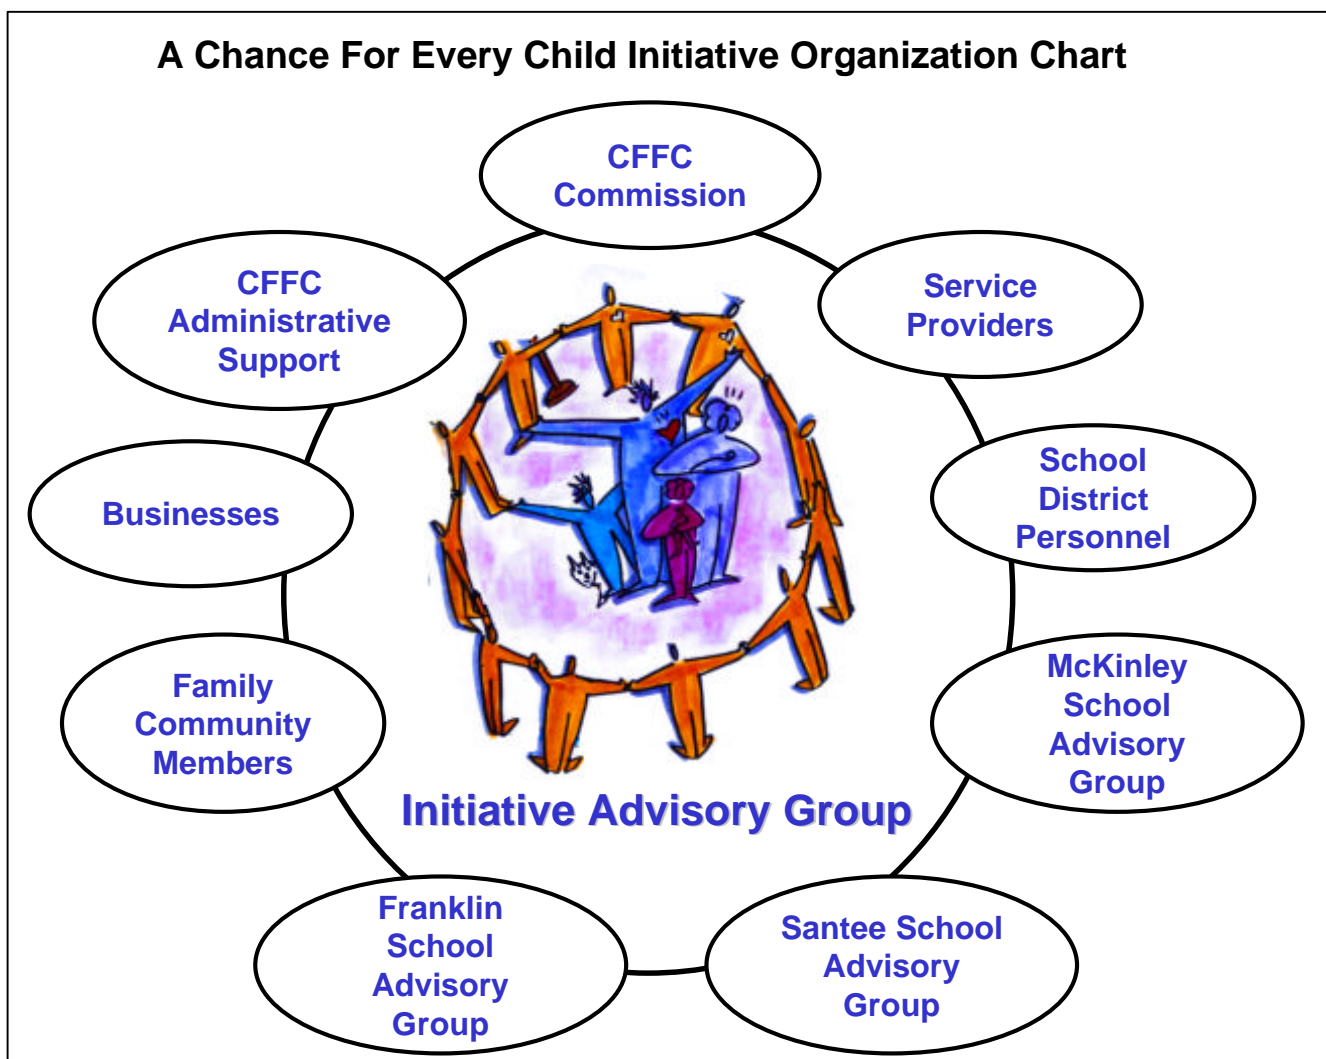 A Chance For Every Child Initiative Organization Chart
CFFC
Commission
CFFC
Administrative
Support
Service
Providers
Businesses
School
District
Personnel
Family
Community
Members
McKinley
School
Advisory
Group
Initiative Advisory Group
Franklin
School
Advisory
Group
Santee School
Advisory
Group